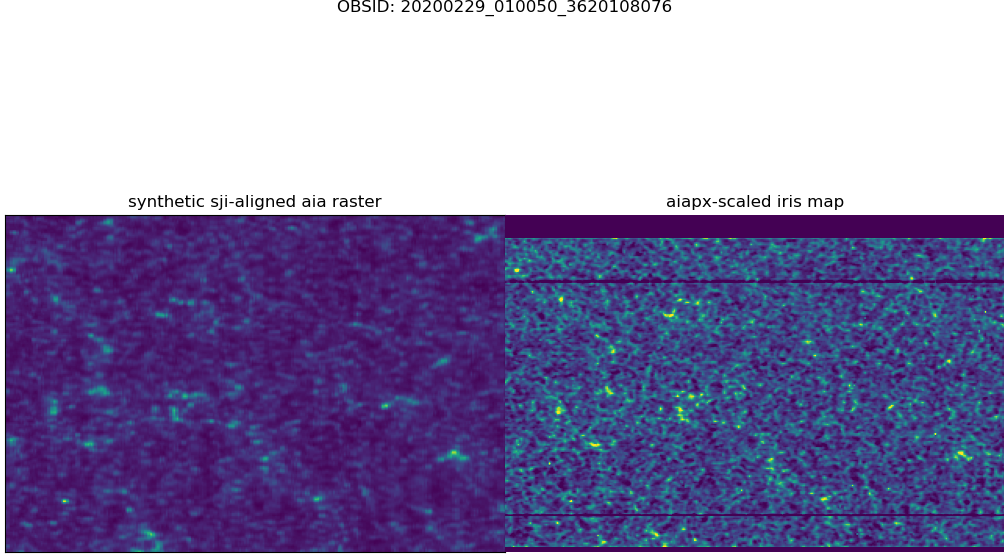 OBSID: 20200229_010050_3620108076
synthetic sji-aligned aia raster
aiapx-scaled iris map